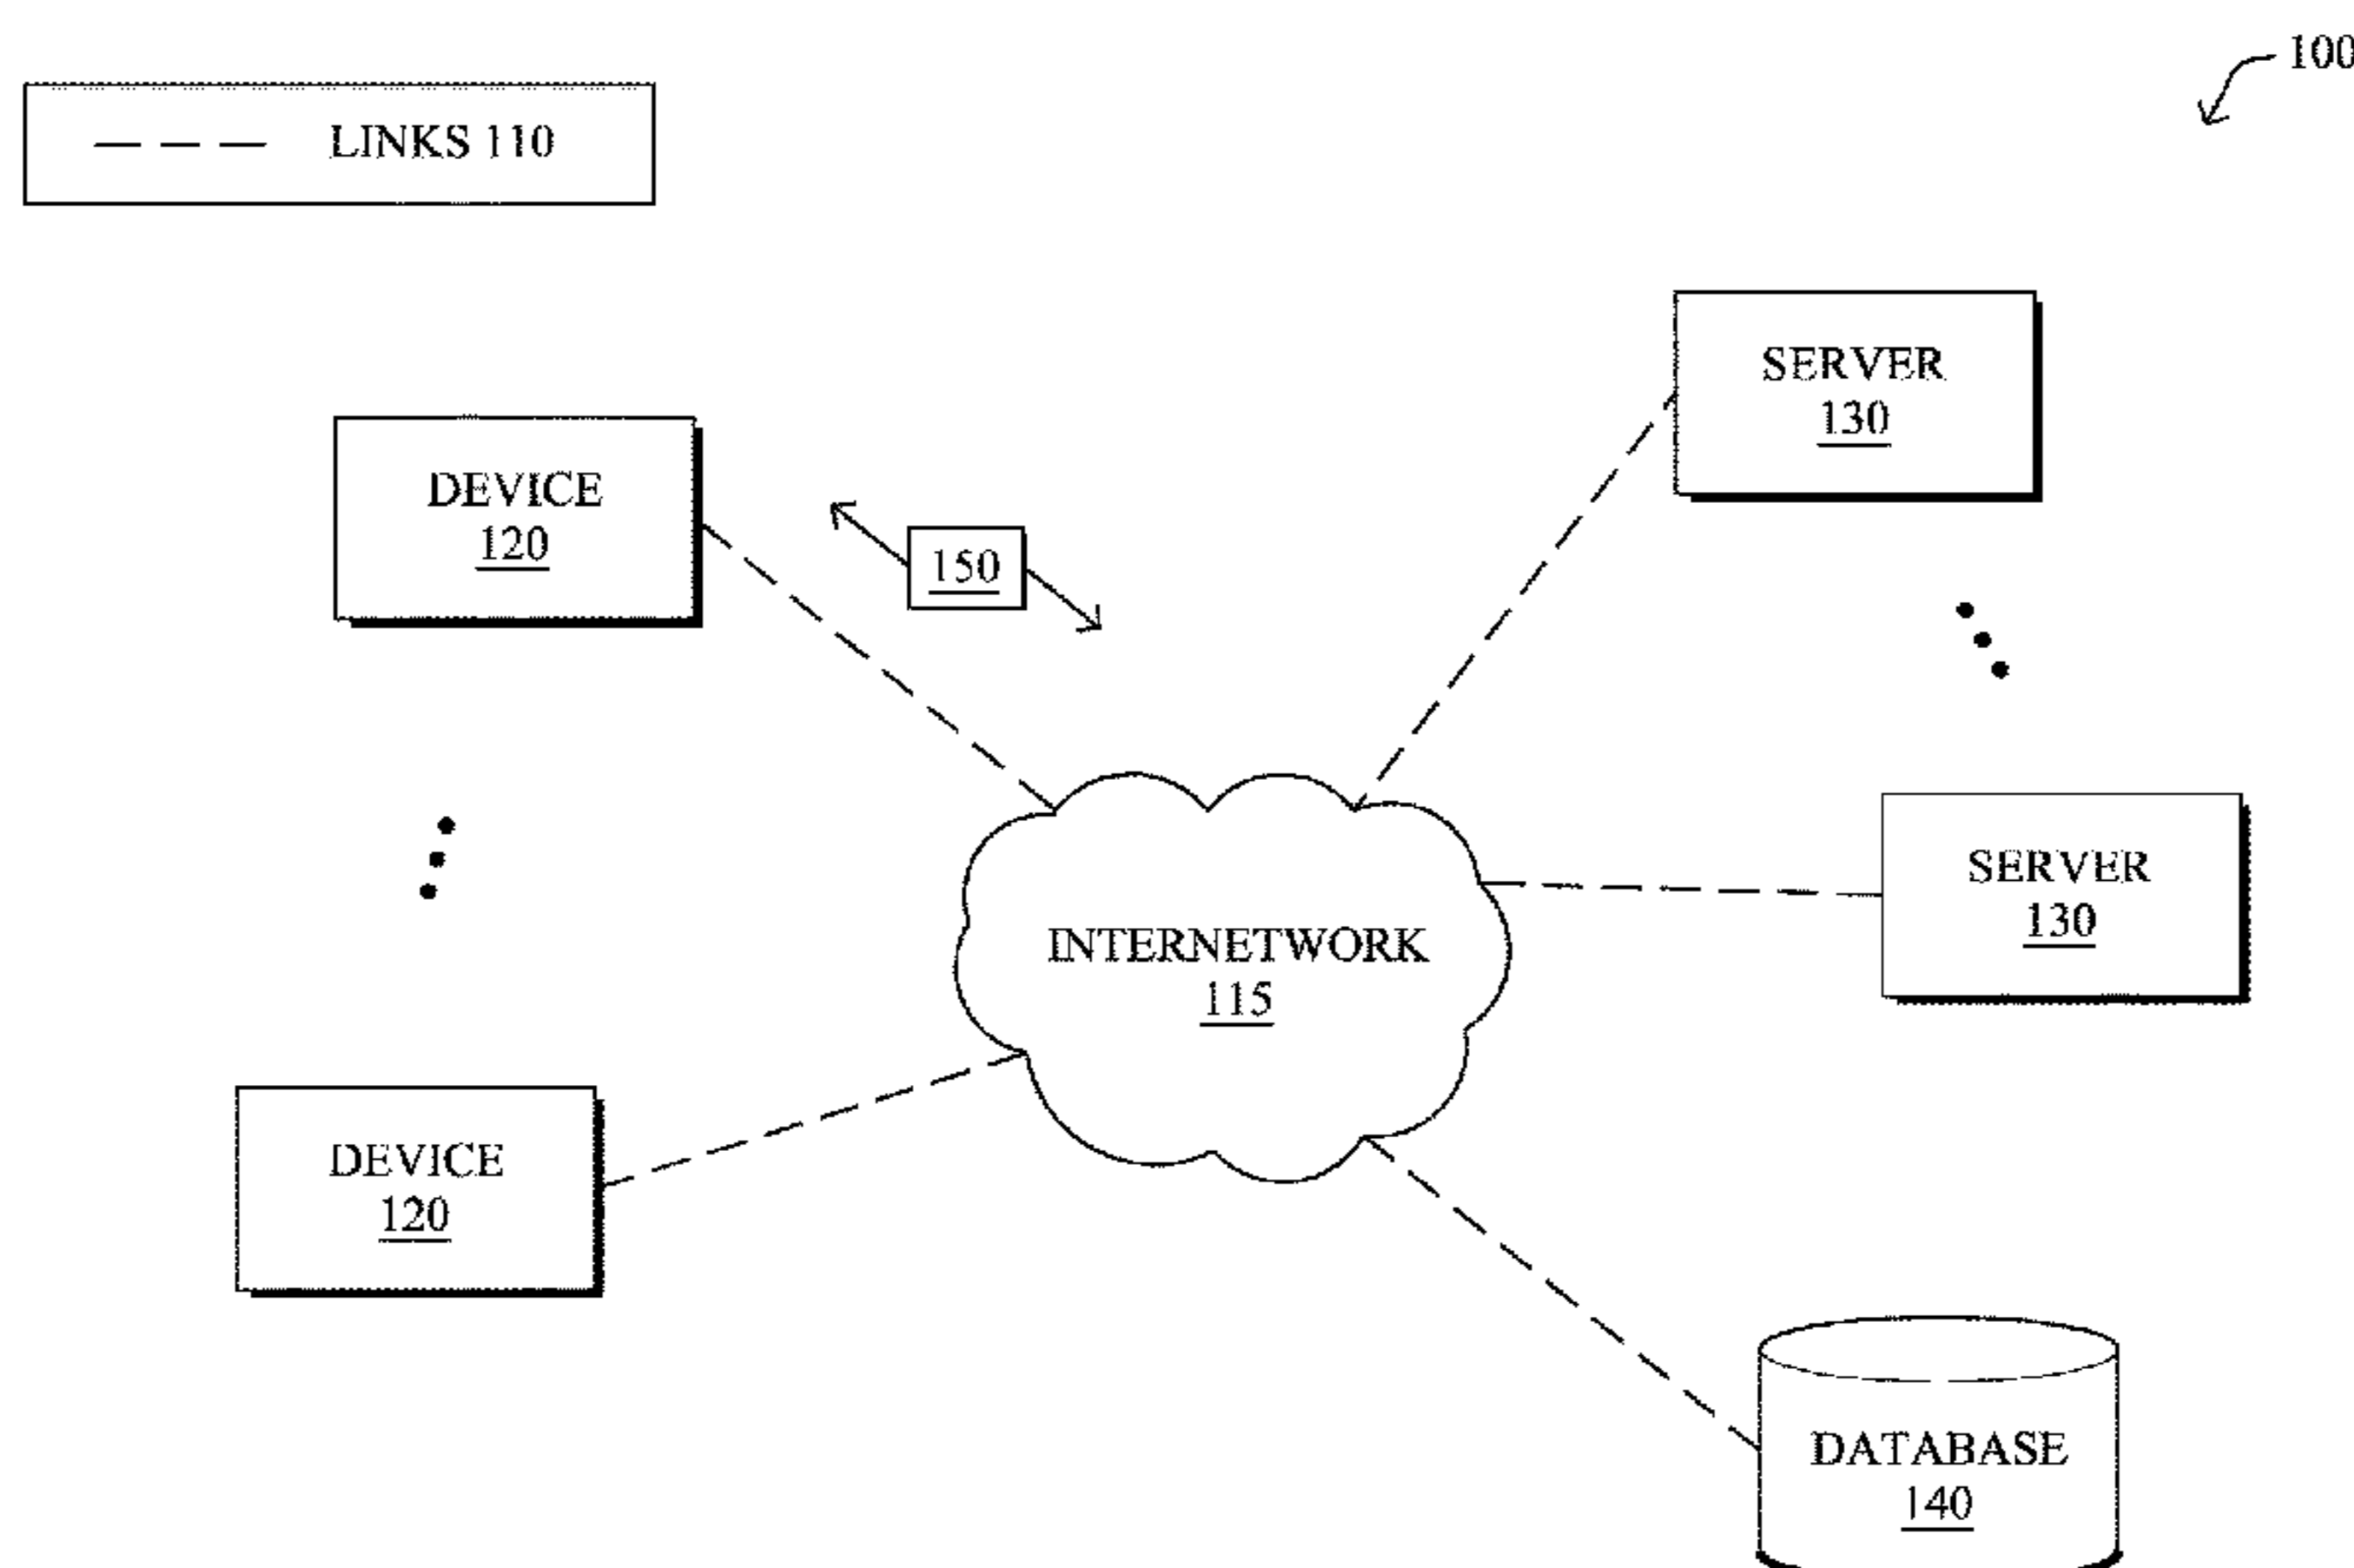 100
LINKS 110
SERVER
130
DEVICE
120
150
SERVER
130
INTERNETWORK
115
DEVICE
120
DATABASE
140